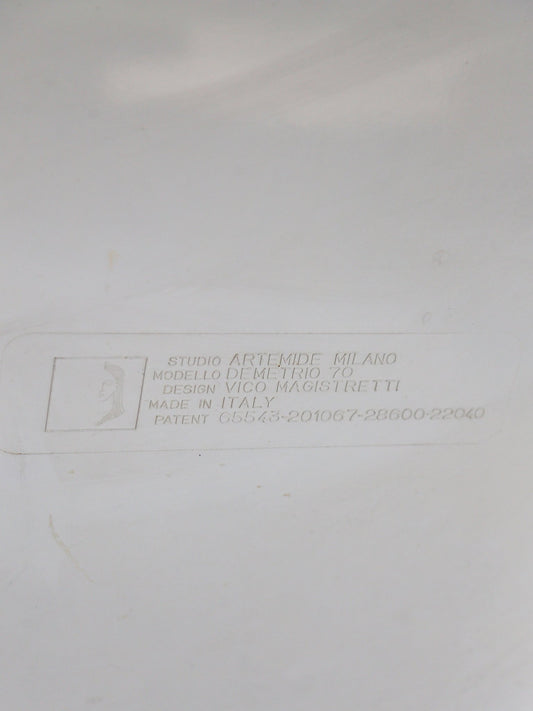 STUDIO ARTEMIDE MILANO
MODELLO DEMETRIO 70
DESIGN VICO MAGISTRETTI
MADE IN ITALY
PATENT 65543-201067-28600-22040